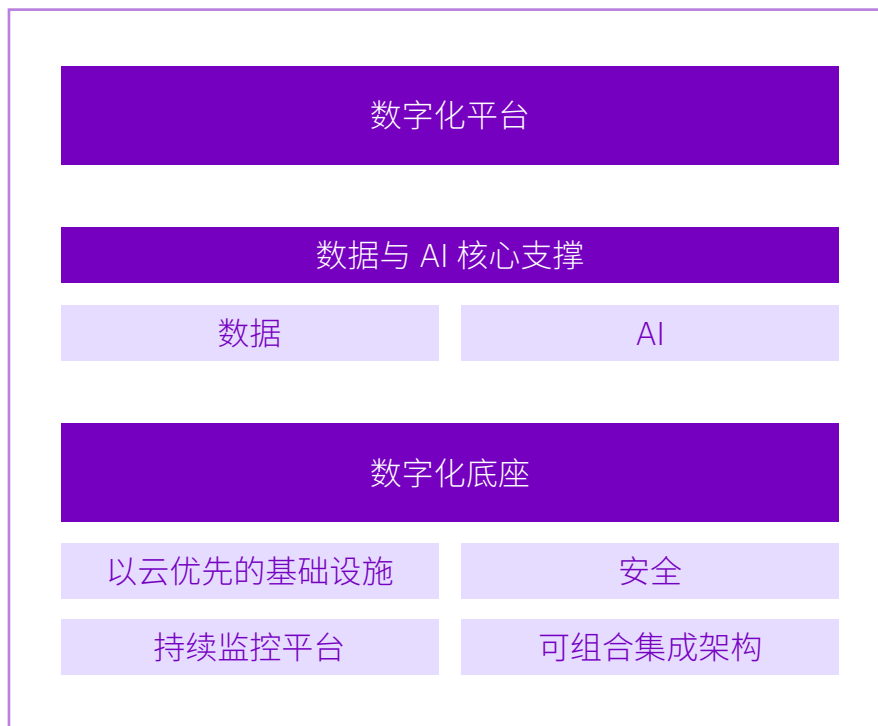 数字化平台
数据与 AI 核心支撑
数据
AI
数字化底座
以云优先的基础设施
安全
持续监控平台
可组合集成架构